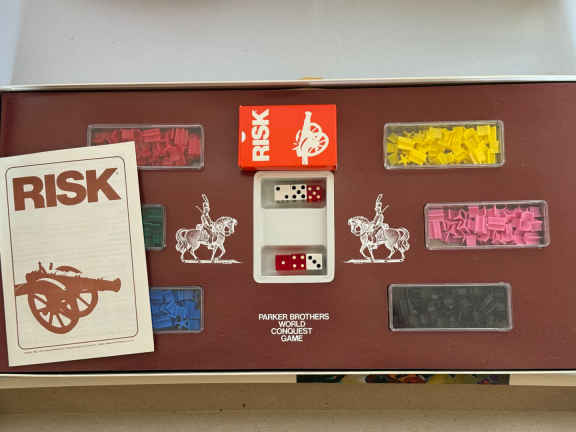 RISK
RISK
PARKER BROTHERS
WORLD
CONQUEST
GAME